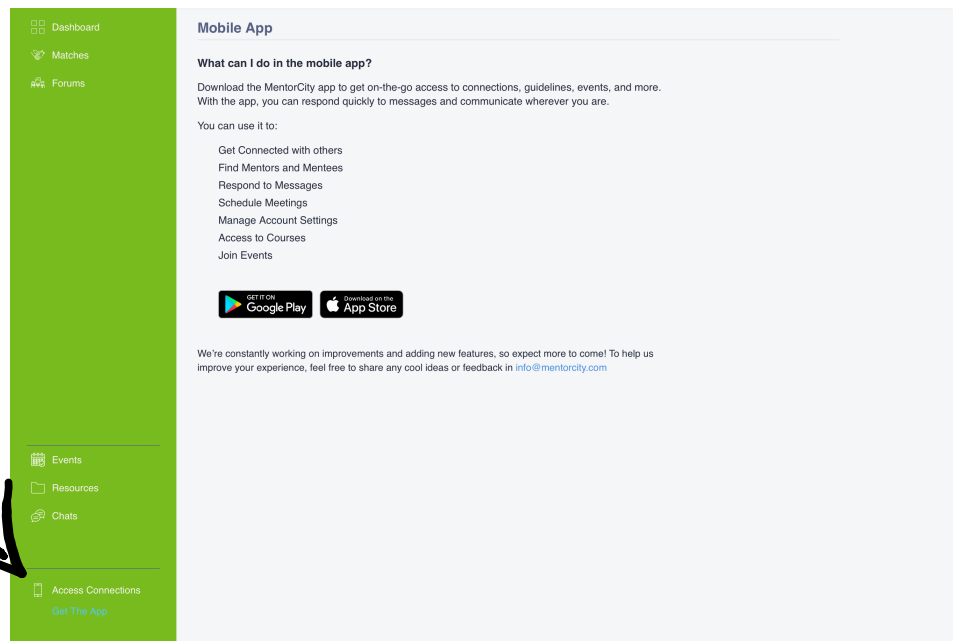 Dashboard
Matches
Forums
Mobile App
What can I do in the mobile app?
Download the MentorCity app to get on-the-go access to connections, guidelines, events, and more.
With the app, you can respond quickly to messages and communicate wherever you are.
You can use it to:
Get Connected with others
Find Mentors and Mentees
Respond to Messages
Schedule Meetings
Manage Account Settings
Access to Courses
Join Events
GET IT ON
Google Play
Download on the
App Store
We're constantly working on improvements and adding new features, so expect more to come! To help us
improve your experience, feel free to share any cool ideas or feedback in info@mentorcity.com
Events
Resources
Chats
Access Connections
Get The App